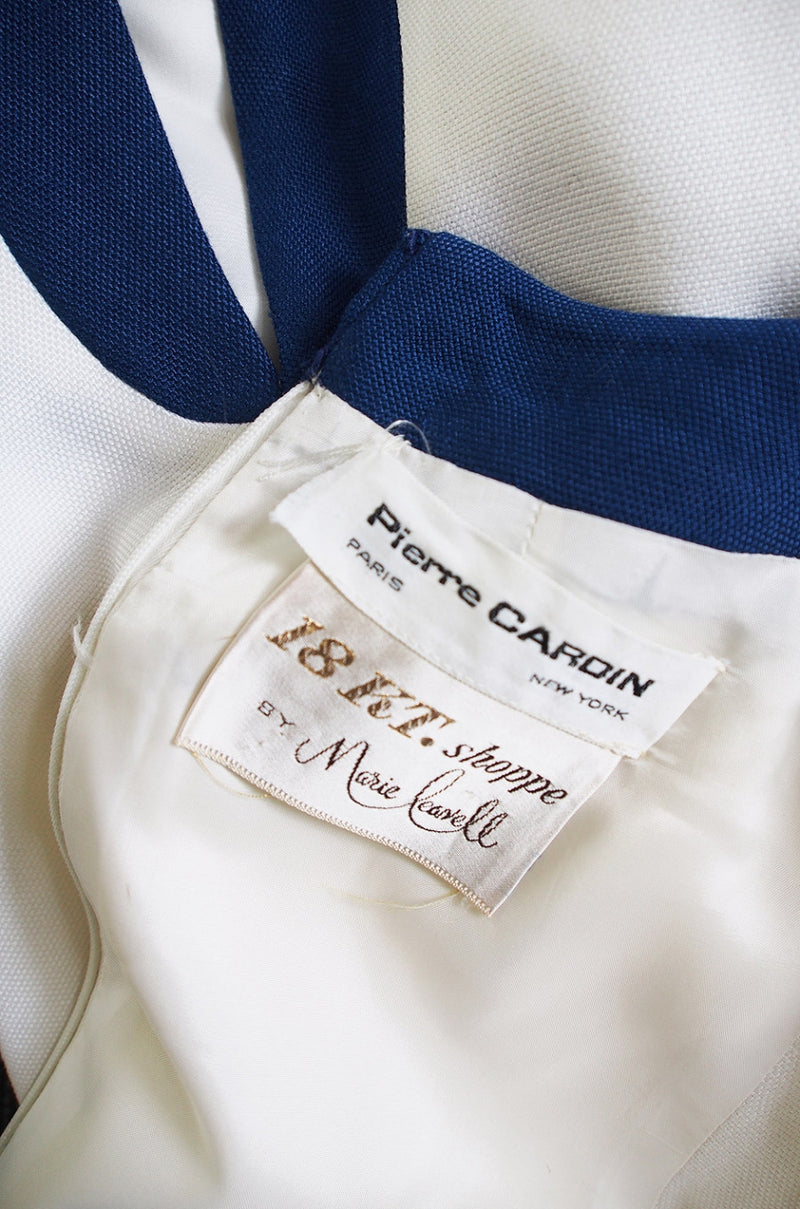 Pierre CARDIN
PARIS NEW YORK
18 KT. shoppe
BY Marie Leavell